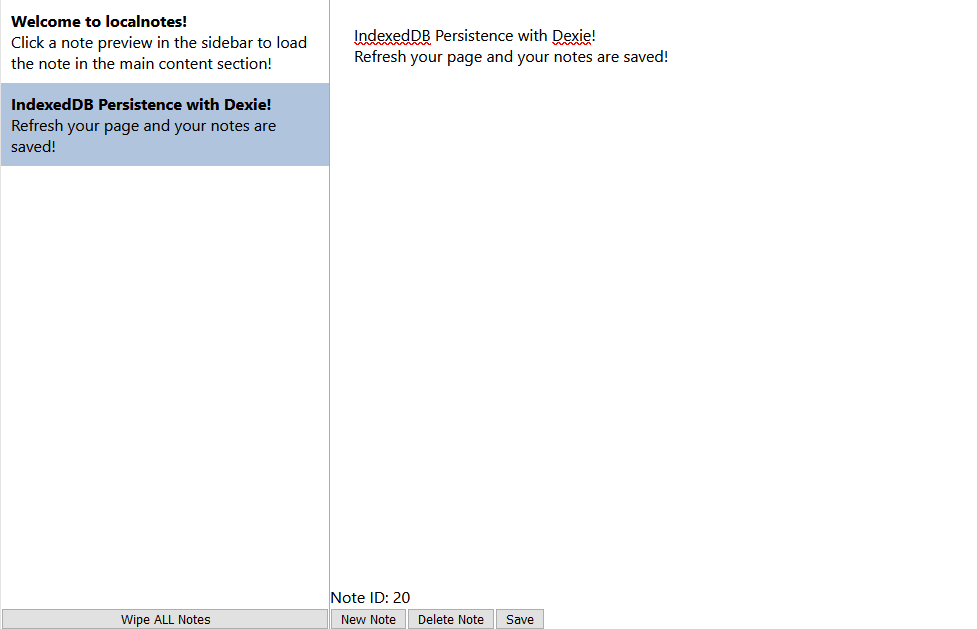 Welcome to localnotes!
Click a note preview in the sidebar to load
the note in the main content section!
IndexedDB Persistence with Dexie!
Refresh your page and your notes are
saved!
Wipe ALL Notes
IndexedDB Persistence with Dexie!
Refresh your page and your notes are saved!
Note ID: 20
New Note Delete Note Save